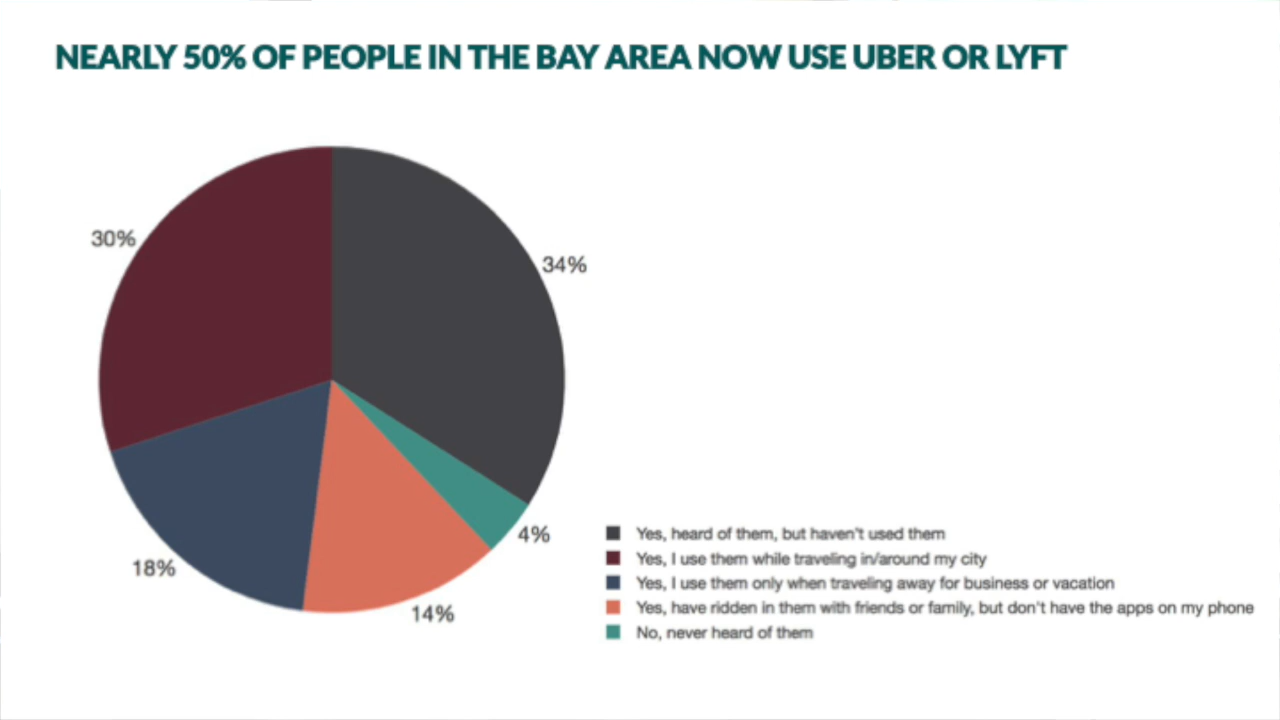 NEARLY 50% OF PEOPLE IN THE BAY AREA NOW USE UBER OR LYFT
30%
34%
18%
14%
4%
Yes, heard of them, but haven't used them
Yes, I use them while traveling in/around my city
Yes, I use them only when traveling away for business or vacation
Yes, have ridden in them with friends or family, but don't have the apps on my phone
No, never heard of them